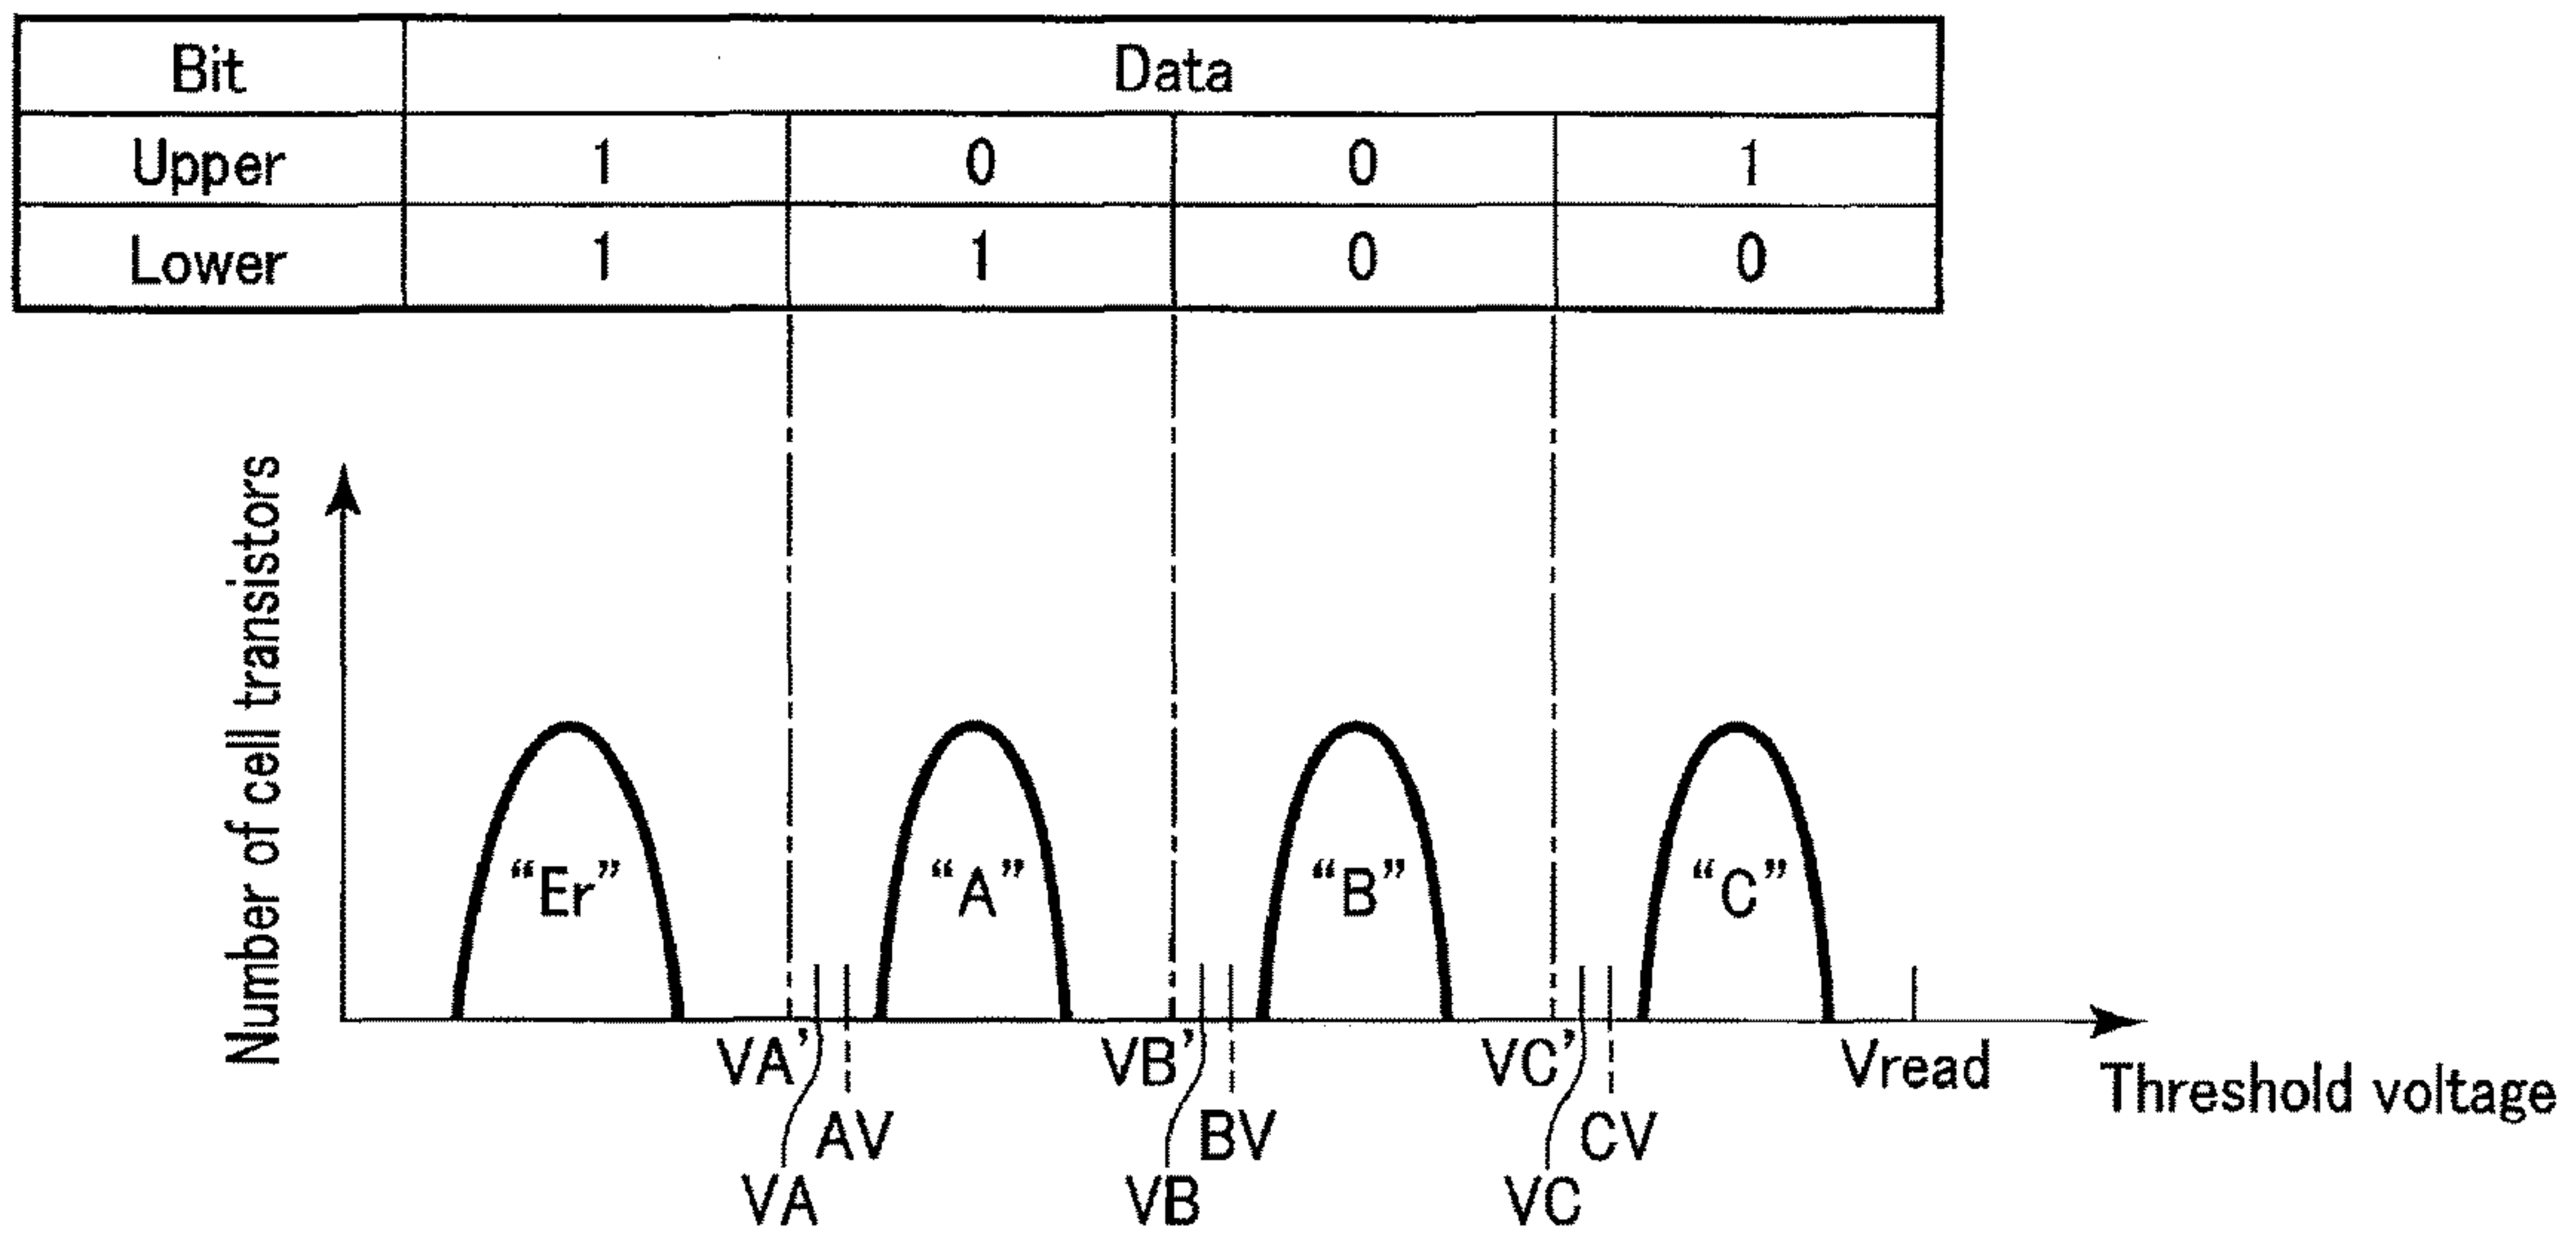 Bit Data
Upper 1 0 0 1
Lower 1 1 0 0
Number of cell transistors
“Er” “A” “B” “C”
VA’ VB’ VC’ Vread
Threshold voltage
AV BV CV
VA VB VC